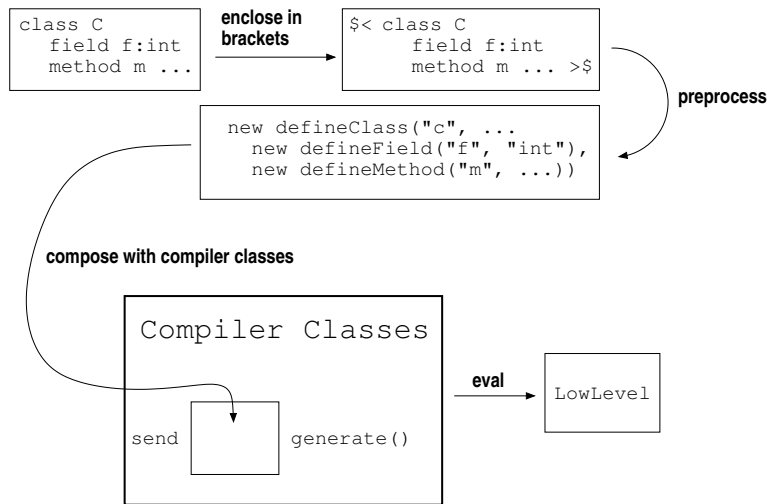 class C
field f:int
method m ...
enclose in
brackets
$< class C
field f:int
method m ... >$
preprocess
new defineClass("c", ...
new defineField("f", "int"),
new defineMethod("m", ...))
compose with compiler classes
Compiler Classes
send
generate()
eval
LowLevel